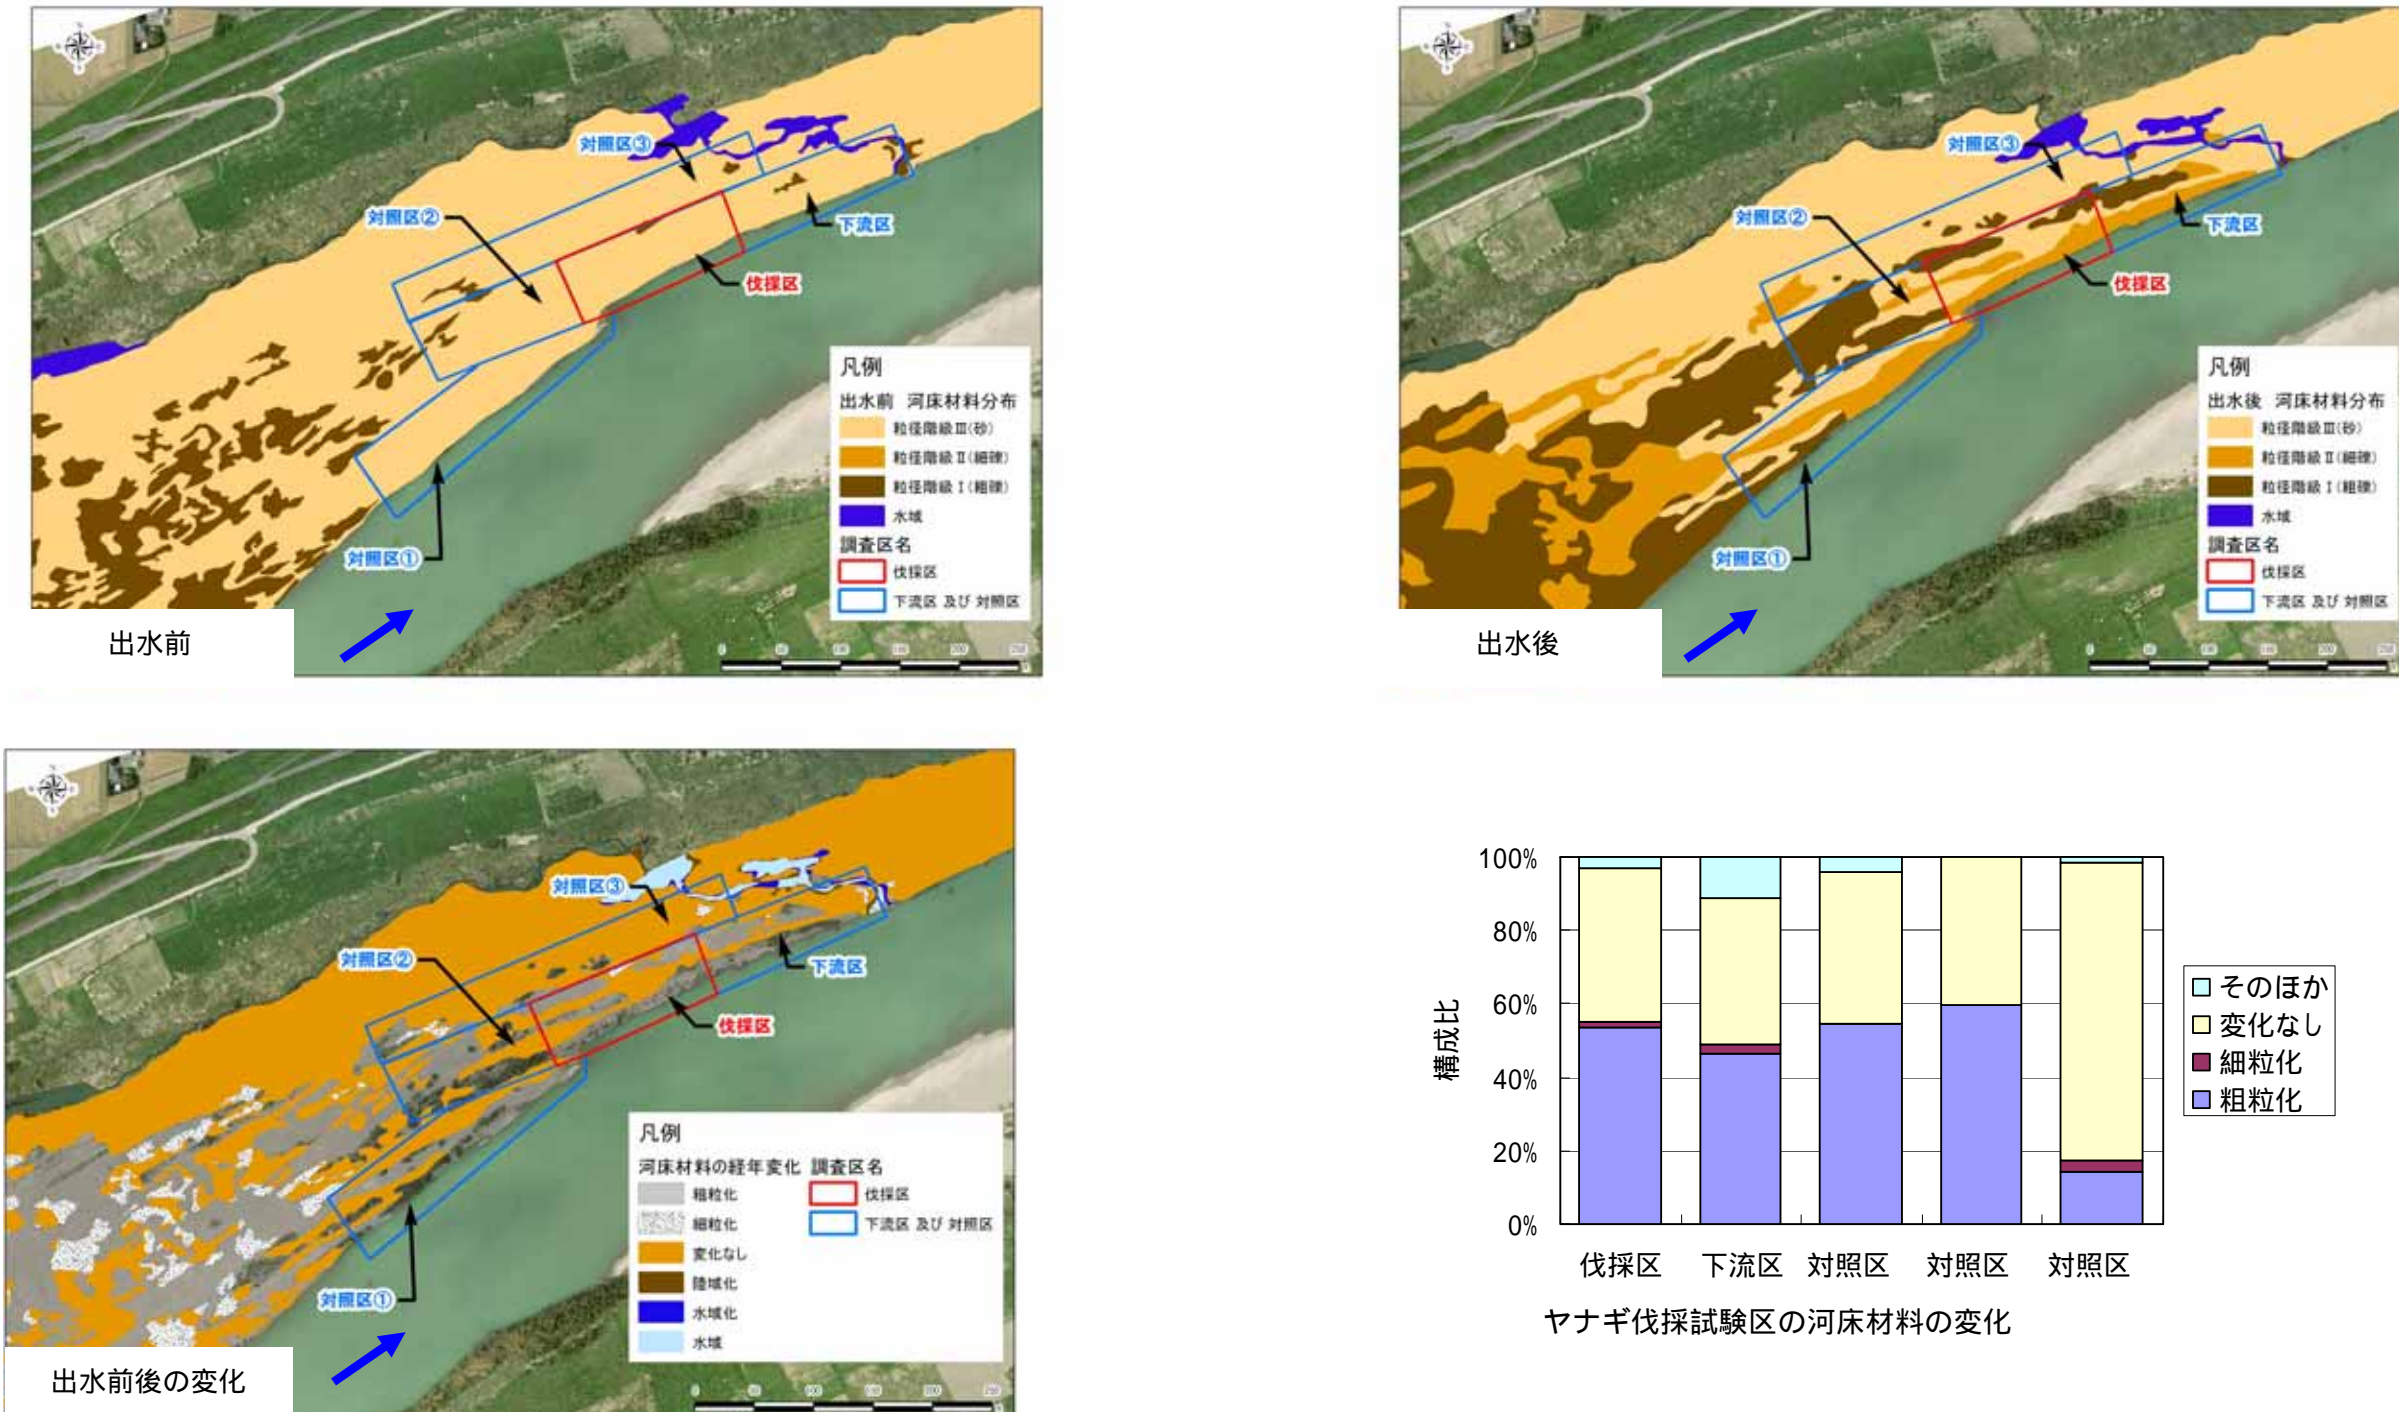 対照区③
対照区②
下流区
伐採区
対照区①
凡例
出水前 河床材料分布
粒径階級Ⅲ(砂)
粒径階級Ⅱ(細礫)
粒径階級Ⅰ(粗礫)
水域
調査区名
伐採区
下流区 及び 対照区
出水前
対照区③
対照区②
下流区
伐採区
対照区①
凡例
出水後 河床材料分布
粒径階級Ⅲ(砂)
粒径階級Ⅱ(細礫)
粒径階級Ⅰ(粗礫)
水域
調査区名
伐採区
下流区 及び 対照区
出水後
対照区③
対照区②
下流区
伐採区
対照区①
凡例
河床材料の経年変化 調査区名
粗粒化 伐採区
細粒化 下流区 及び 対照区
変化なし
陸域化
水域化
水域
出水前後の変化
100%
80%
60%
40%
20%
0%
構成比
伐採区 下流区 対照区 対照区 対照区
そのほか
変化なし
細粒化
粗粒化
ヤナギ伐採試験区の河床材料の変化